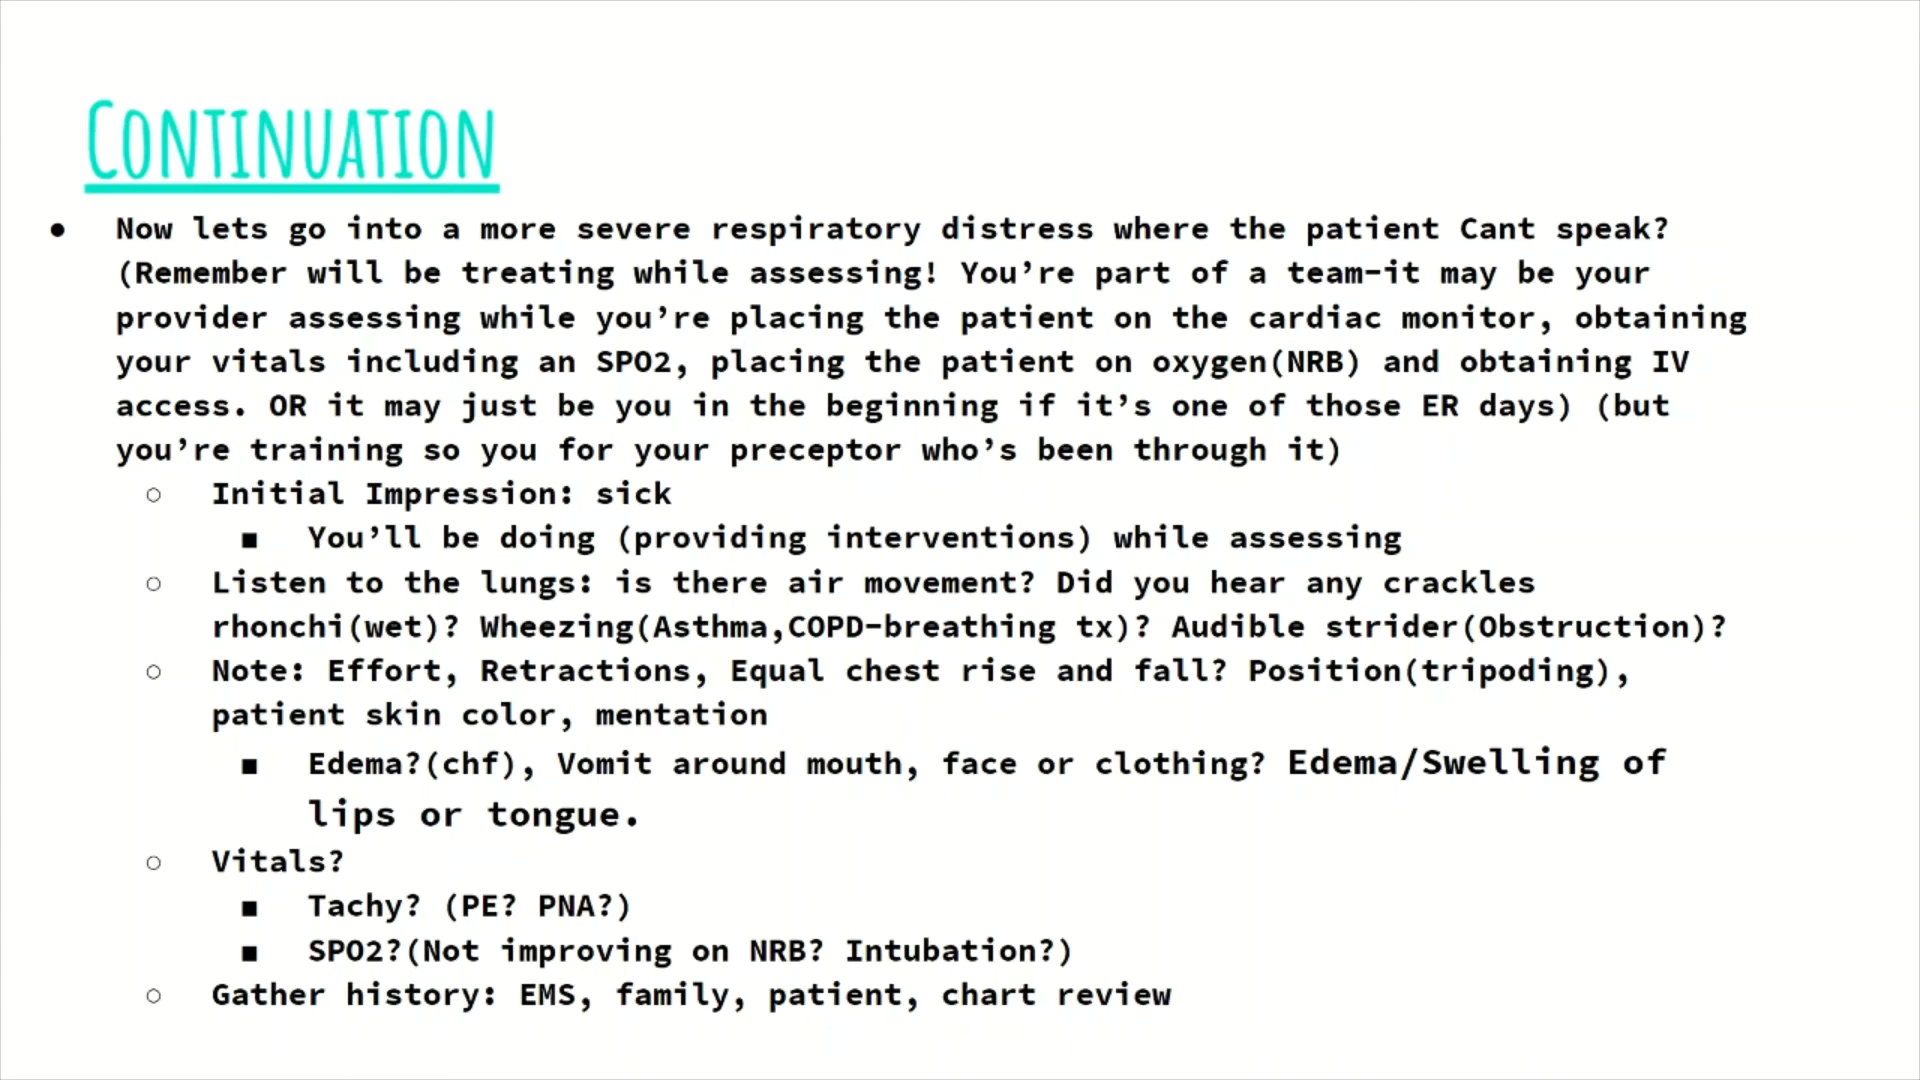 Continuation
● Now lets go into a more severe respiratory distress where the patient Cant speak?
(Remember will be treating while assessing! You’re part of a team-it may be your
provider assessing while you’re placing the patient on the cardiac monitor, obtaining
your vitals including an SPO2, placing the patient on oxygen(NRB) and obtaining IV
access. OR it may just be you in the beginning if it’s one of those ER days) (but
you’re training so you for your preceptor who’s been through it)
○ Initial Impression: sick
■ You’ll be doing (providing interventions) while assessing
○ Listen to the lungs: is there air movement? Did you hear any crackles
rhonchi(wet)? Wheezing(Asthma,COPD-breathing tx)? Audible strider(Obstruction)?
○ Note: Effort, Retractions, Equal chest rise and fall? Position(tripoding),
patient skin color, mentation
■ Edema?(chf), Vomit around mouth, face or clothing? Edema/Swelling of
lips or tongue.
○ Vitals?
■ Tachy? (PE? PNA?)
■ SPO2?(Not improving on NRB? Intubation?)
○ Gather history: EMS, family, patient, chart review